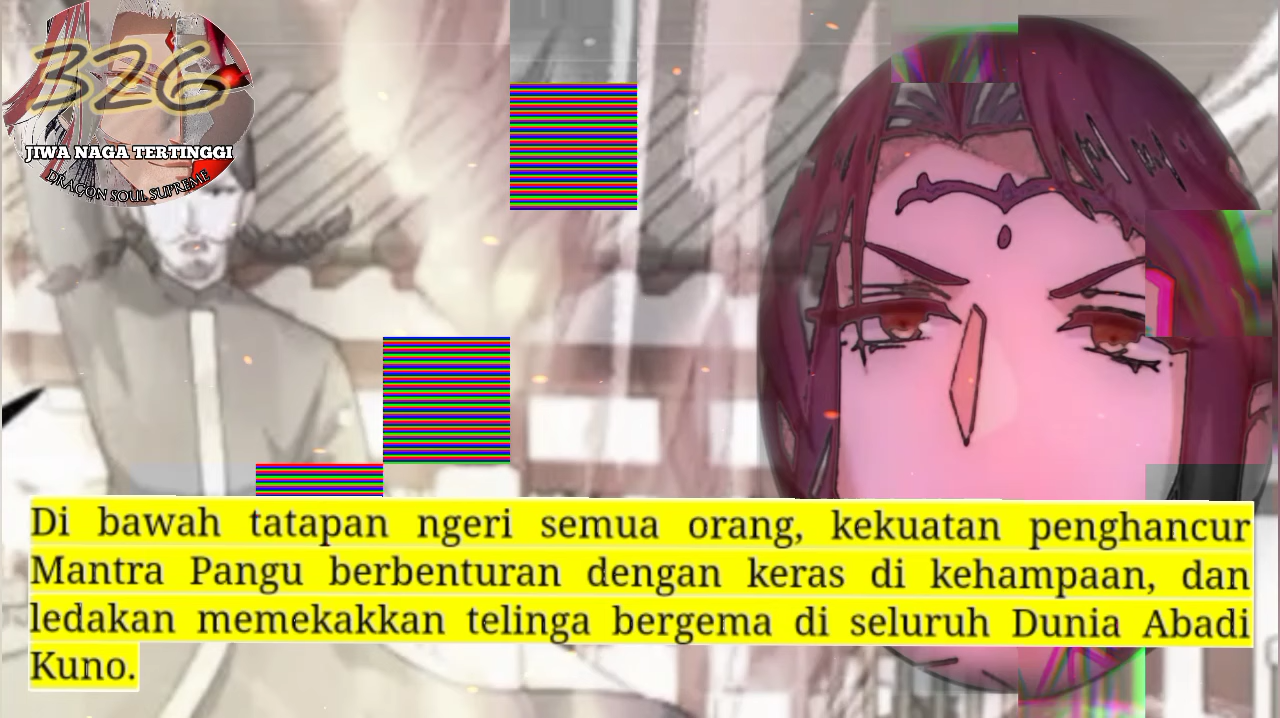 326
JIWA NAGA TERTINGGI
DRAGON SOUL SUPREME
Di bawah tatapan ngeri semua orang, kekuatan penghancur
Mantra Pangu berbenturan dengan keras di kehampaan, dan
ledakan memekakkan telinga bergema di seluruh Dunia Abadi
Kuno.